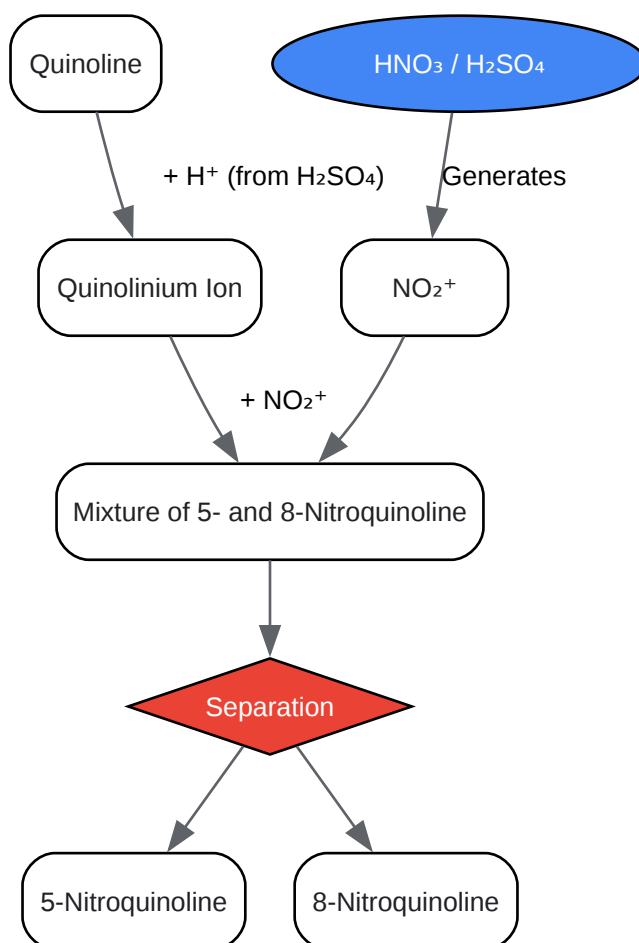 Quinoline
HNO₃ / H₂SO₄
+ H⁺ (from H₂SO₄)
Generates
Quinolinium Ion
NO₂⁺
+ NO₂⁺
Mixture of 5- and 8-Nitroquinoline
Separation
5-Nitroquinoline
8-Nitroquinoline